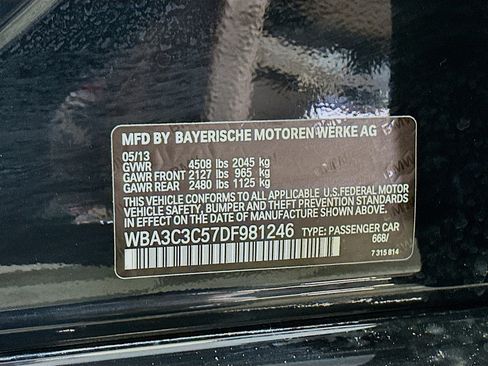 MFD BY BAYERISCHE MOTOREN WERKE AG
05/13
GVWR 4508 lbs 2045 kg
GAWR FRONT 2127 lbs 965 kg
GAWR REAR 2480 lbs 1125 kg
THIS VEHICLE CONFORMS TO ALL APPLICABLE U.S.FEDERAL MOTOR
VEHICLE SAFETY, BUMPER AND THEFT PREVENTION STANDARDS
IN EFFECT ON THE DATE OF MANUFACTURE SHOWN ABOVE.
WBA3C3C57DF981246 TYPE: PASSENGER CAR
668/
7 315 814